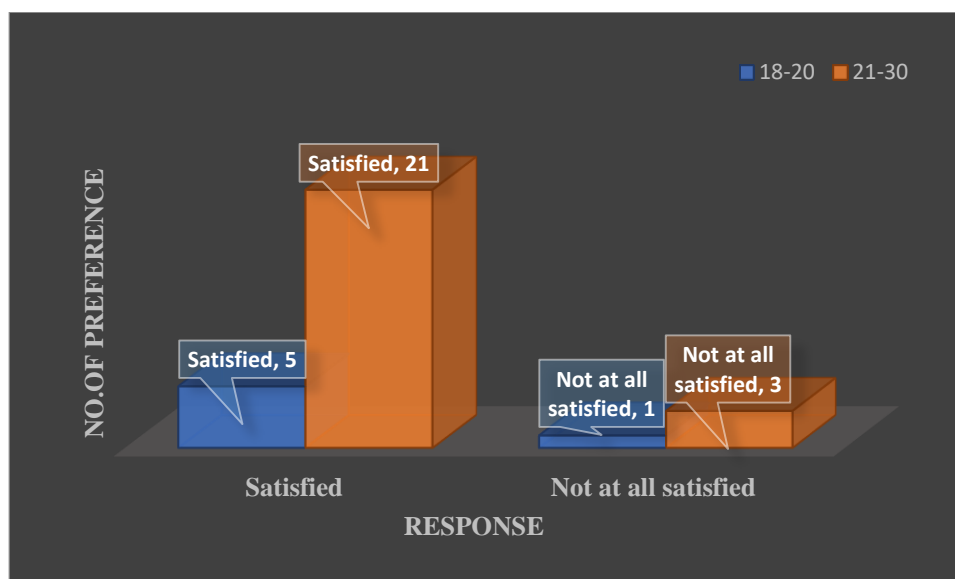 18-20 21-30
Satisfied, 21
NO.OF PREFERENCE
Satisfied, 5
Not at all
satisfied, 1
Not at all
satisfied, 3
Satisfied Not at all satisfied
RESPONSE